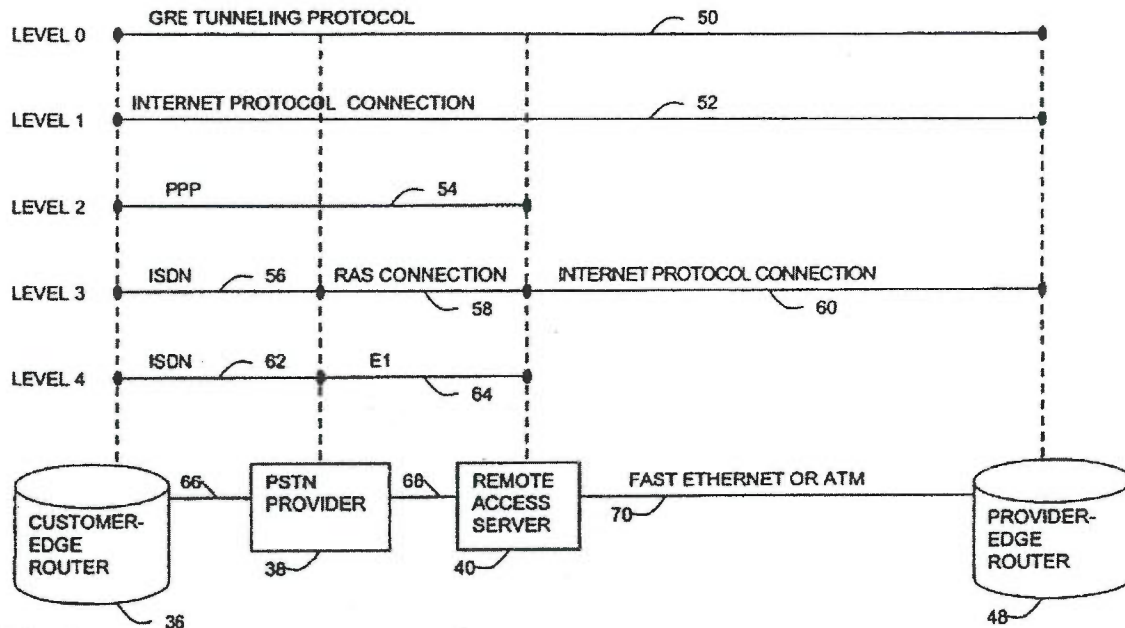 GRE TUNNELING PROTOCOL
LEVEL 0
50
INTERNET PROTOCOL CONNECTION
52
LEVEL 1
PPP
54
LEVEL 2
ISDN 56 RAS CONNECTION INTERNET PROTOCOL CONNECTION
LEVEL 3
58
60
ISDN 62 E1
LEVEL 4
64
66
PSTN
PROVIDER
68
REMOTE
ACCESS
SERVER
FAST ETHERNET OR ATM
70
CUSTOMER-
EDGE
ROUTER
PROVIDER-
EDGE
ROUTER
38
40
36
48